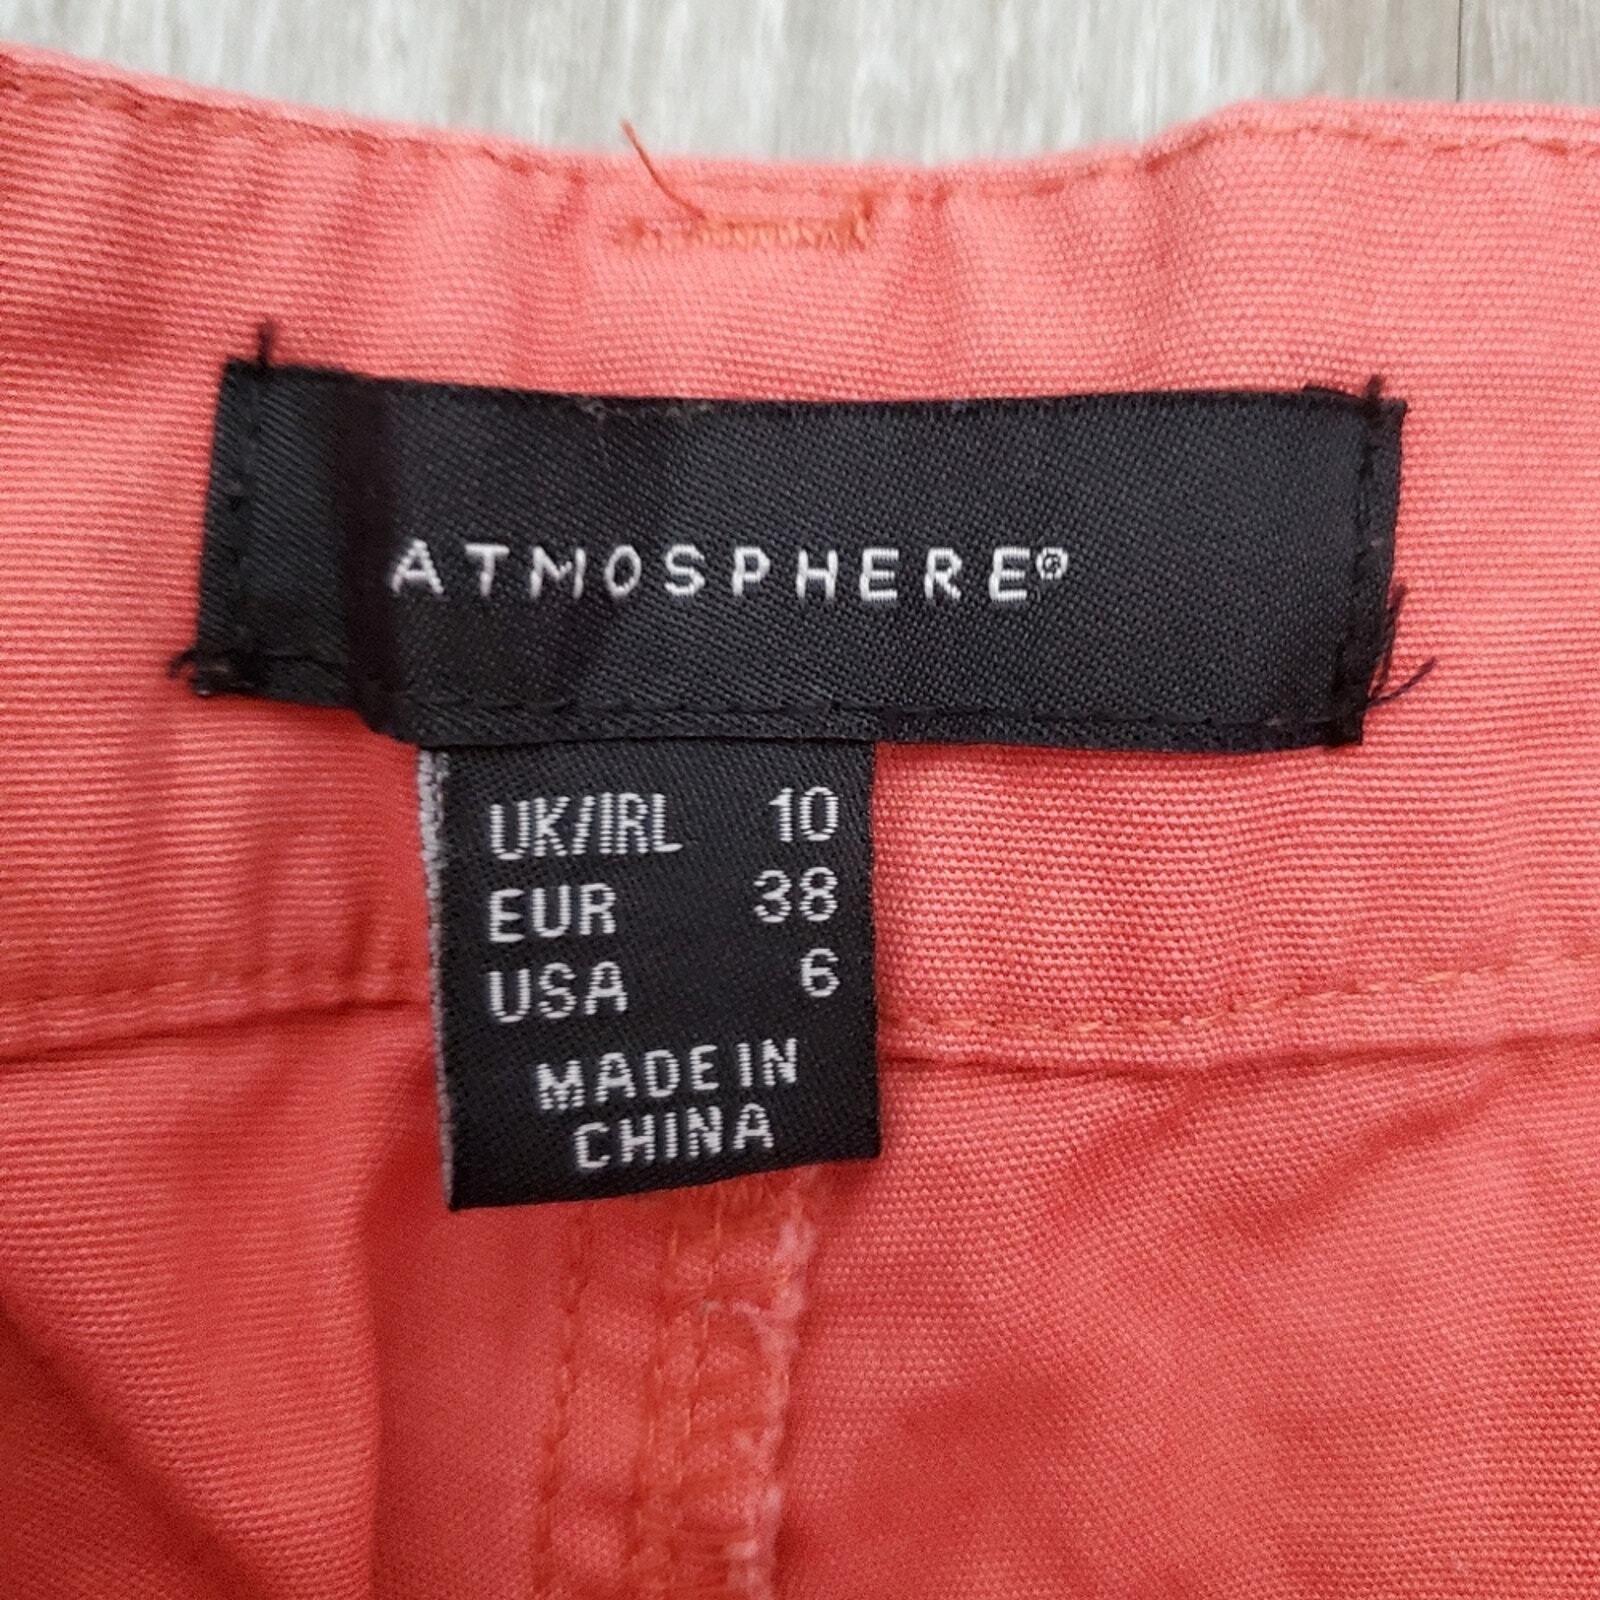 ATMOSPHERE®
UK/IRL 10
EUR 38
USA 6
MADE IN
CHINA